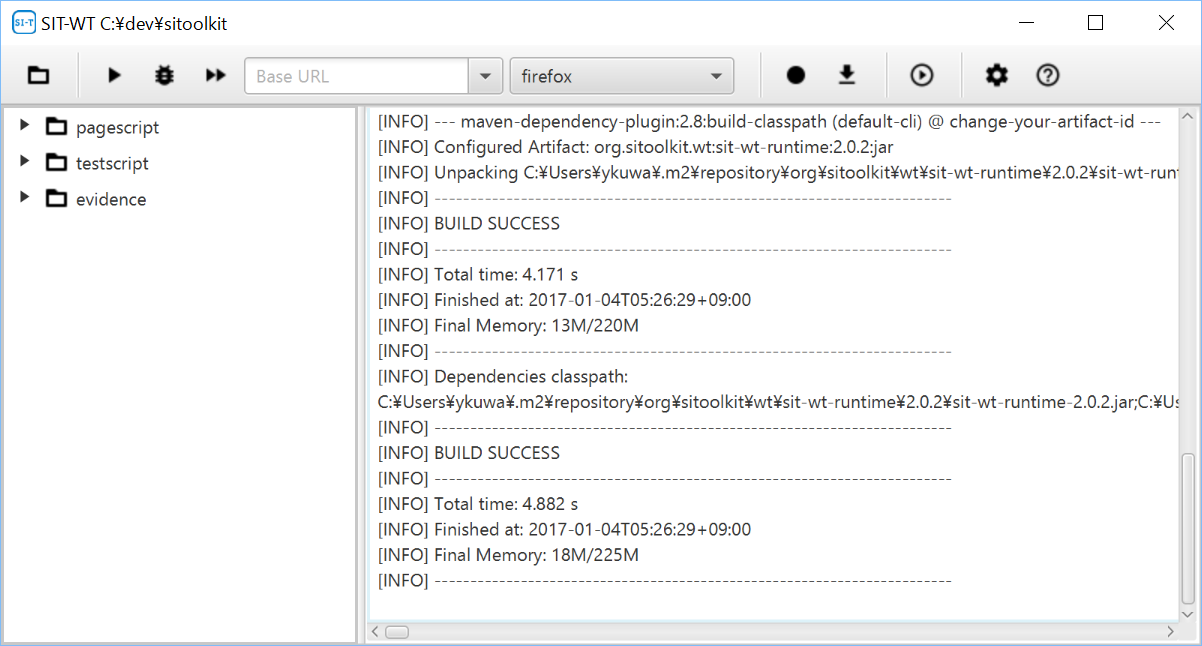 SI-T SIT-WT C:¥dev¥sitoolkit
Base URL firefox
pagescript
testscript
evidence
[INFO] --- maven-dependency-plugin:2.8:build-classpath (default-cli) @ change-your-artifact-id ---
[INFO] Configured Artifact: org.sitoolkit.wt:sit-wt-runtime:2.0.2:jar
[INFO] Unpacking C:¥Users¥ykuwa¥.m2¥repository¥org¥sitoolkit¥wt¥sit-wt-runtime¥2.0.2¥sit-wt-runt
[INFO] ------------------------------------------------------------------------
[INFO] BUILD SUCCESS
[INFO] ------------------------------------------------------------------------
[INFO] Total time: 4.171 s
[INFO] Finished at: 2017-01-04T05:26:29+09:00
[INFO] Final Memory: 13M/220M
[INFO] ------------------------------------------------------------------------
[INFO] Dependencies classpath:
C:¥Users¥ykuwa¥.m2¥repository¥org¥sitoolkit¥wt¥sit-wt-runtime¥2.0.2¥sit-wt-runtime-2.0.2.jar;C:¥Us
[INFO] ------------------------------------------------------------------------
[INFO] BUILD SUCCESS
[INFO] ------------------------------------------------------------------------
[INFO] Total time: 4.882 s
[INFO] Finished at: 2017-01-04T05:26:29+09:00
[INFO] Final Memory: 18M/225M
[INFO] ------------------------------------------------------------------------